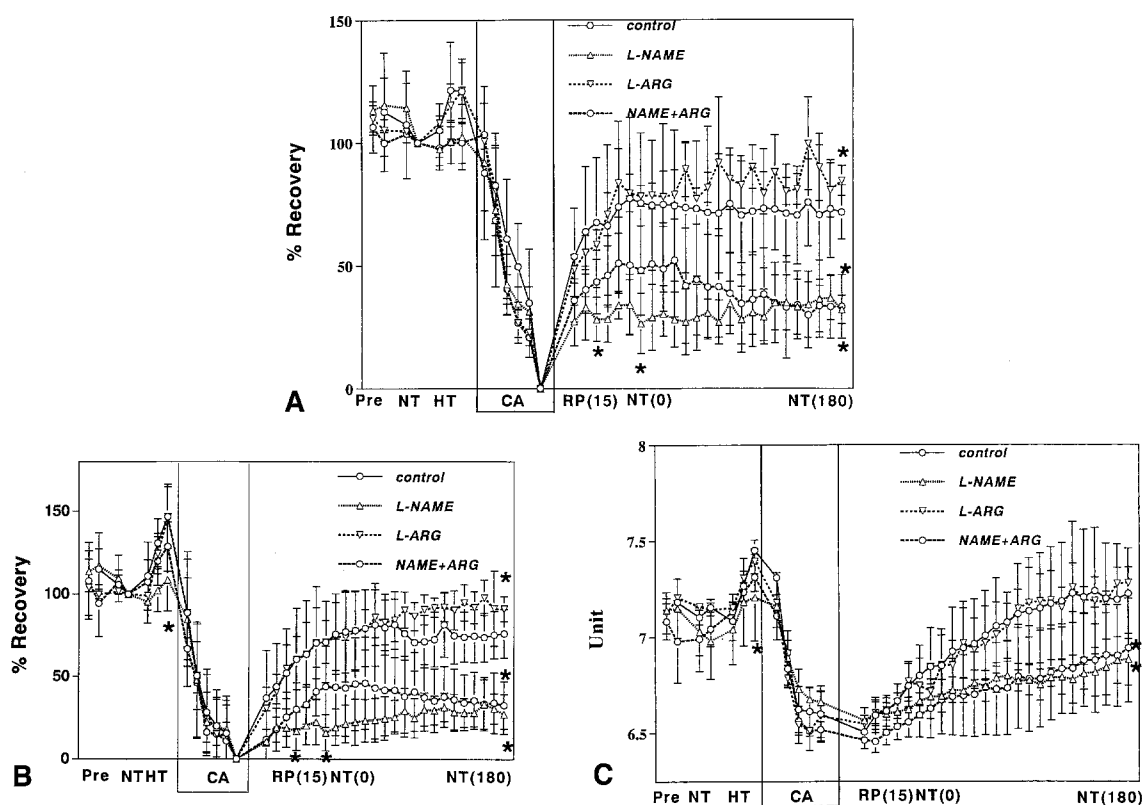 150
100
50
0
% Recovery
control
L-NAME
L-ARG
NAME+ARG
*
*
*
*
*
A
Pre NT HT CA RP(15) NT(0) NT(180)
150
100
50
0
% Recovery
control
L-NAME
L-ARG
NAME+ARG
*
*
*
*
*
*
B
Pre NT HT CA RP(15) NT(0) NT(180)
8
7.5
7
6.5
Unit
control
L-NAME
L-ARG
NAME+ARG
*
*
*
C
Pre NT HT CA RP(15) NT(0) NT(180)